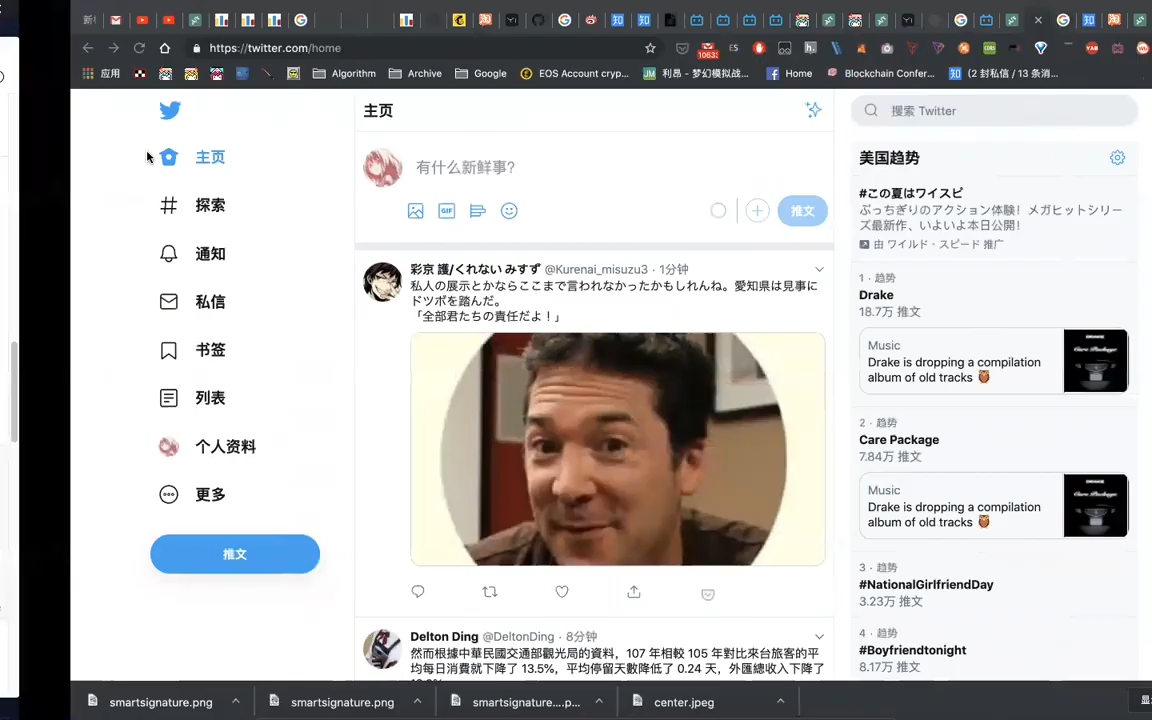 https://twitter.com/home
1063
ES
应用
Algorithm
Archive
Google
EOS Account cryp...
利昂 - 梦幻模拟战...
Home
Blockchain Confer...
(2 封私信 / 13 条消...
主页
搜索 Twitter
主页
有什么新鲜事?
GIF
推文
探索
通知
私信
书签
列表
个人资料
更多
推文
彩京 護/くれない みすず @Kurenai_misuzu3 · 1分钟
私人の展示とかならここまで言われなかったかもしれんね。愛知県は見事に
ドツボを踏んだ。
「全部君たちの責任だよ！」
Delton Ding @DeltonDing · 8分钟
然而根據中華民國交通部觀光局的資料，107 年相較 105 年對比來台旅客的平
均每日消費就下降了 13.5%，平均停留天數降低了 0.24 天，外匯總收入下降了
美国趋势
#この夏はワイスピ
ぶっちぎりのアクション体験！メガヒットシリー
ズ最新作、いよいよ本日公開！
由 ワイルド・スピード 推广
1 · 趋势
Drake
18.7万 推文
Music
Drake is dropping a compilation
album of old tracks
2 · 趋势
Care Package
7.84万 推文
Music
Drake is dropping a compilation
album of old tracks
3 · 趋势
#NationalGirlfriendDay
3.23万 推文
4 · 趋势
#Boyfriendtonight
8.17万 推文
smartsignature.png
smartsignature.png
smartsignature....p...
center.jpeg